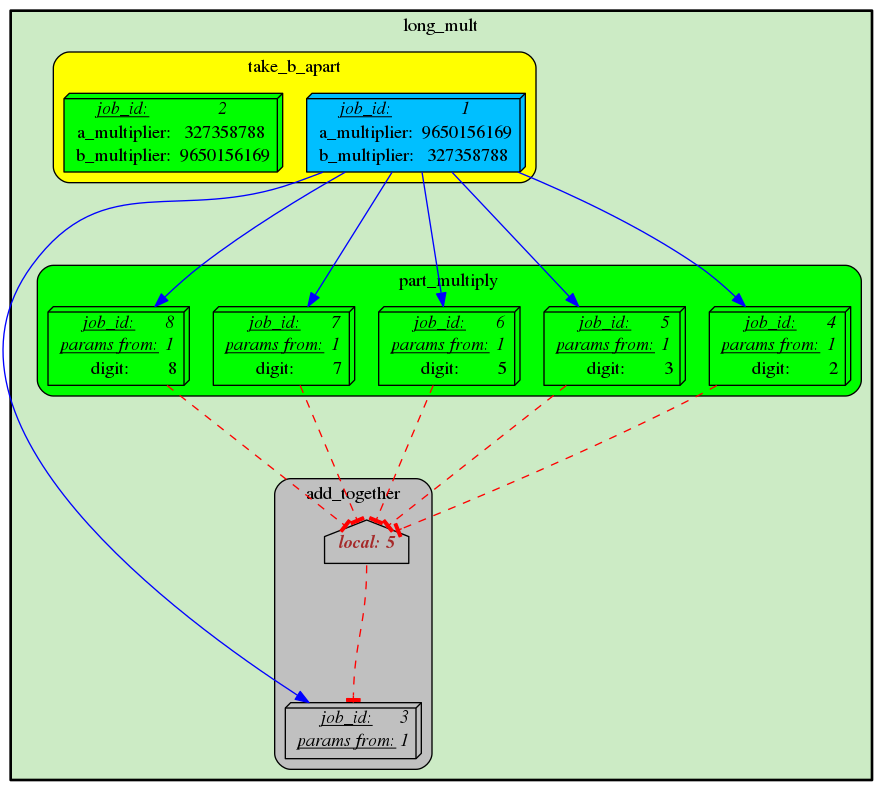 long_mult
take_b_apart
job_id: 2
a_multiplier: 327358788
b_multiplier: 9650156169
job_id: 1
a_multiplier: 9650156169
b_multiplier: 327358788
part_multiply
job_id: 8
params from: 1
digit: 8
job_id: 7
params from: 1
digit: 7
job_id: 6
params from: 1
digit: 5
job_id: 5
params from: 1
digit: 3
job_id: 4
params from: 1
digit: 2
add_together
local: 5
job_id: 3
params from: 1